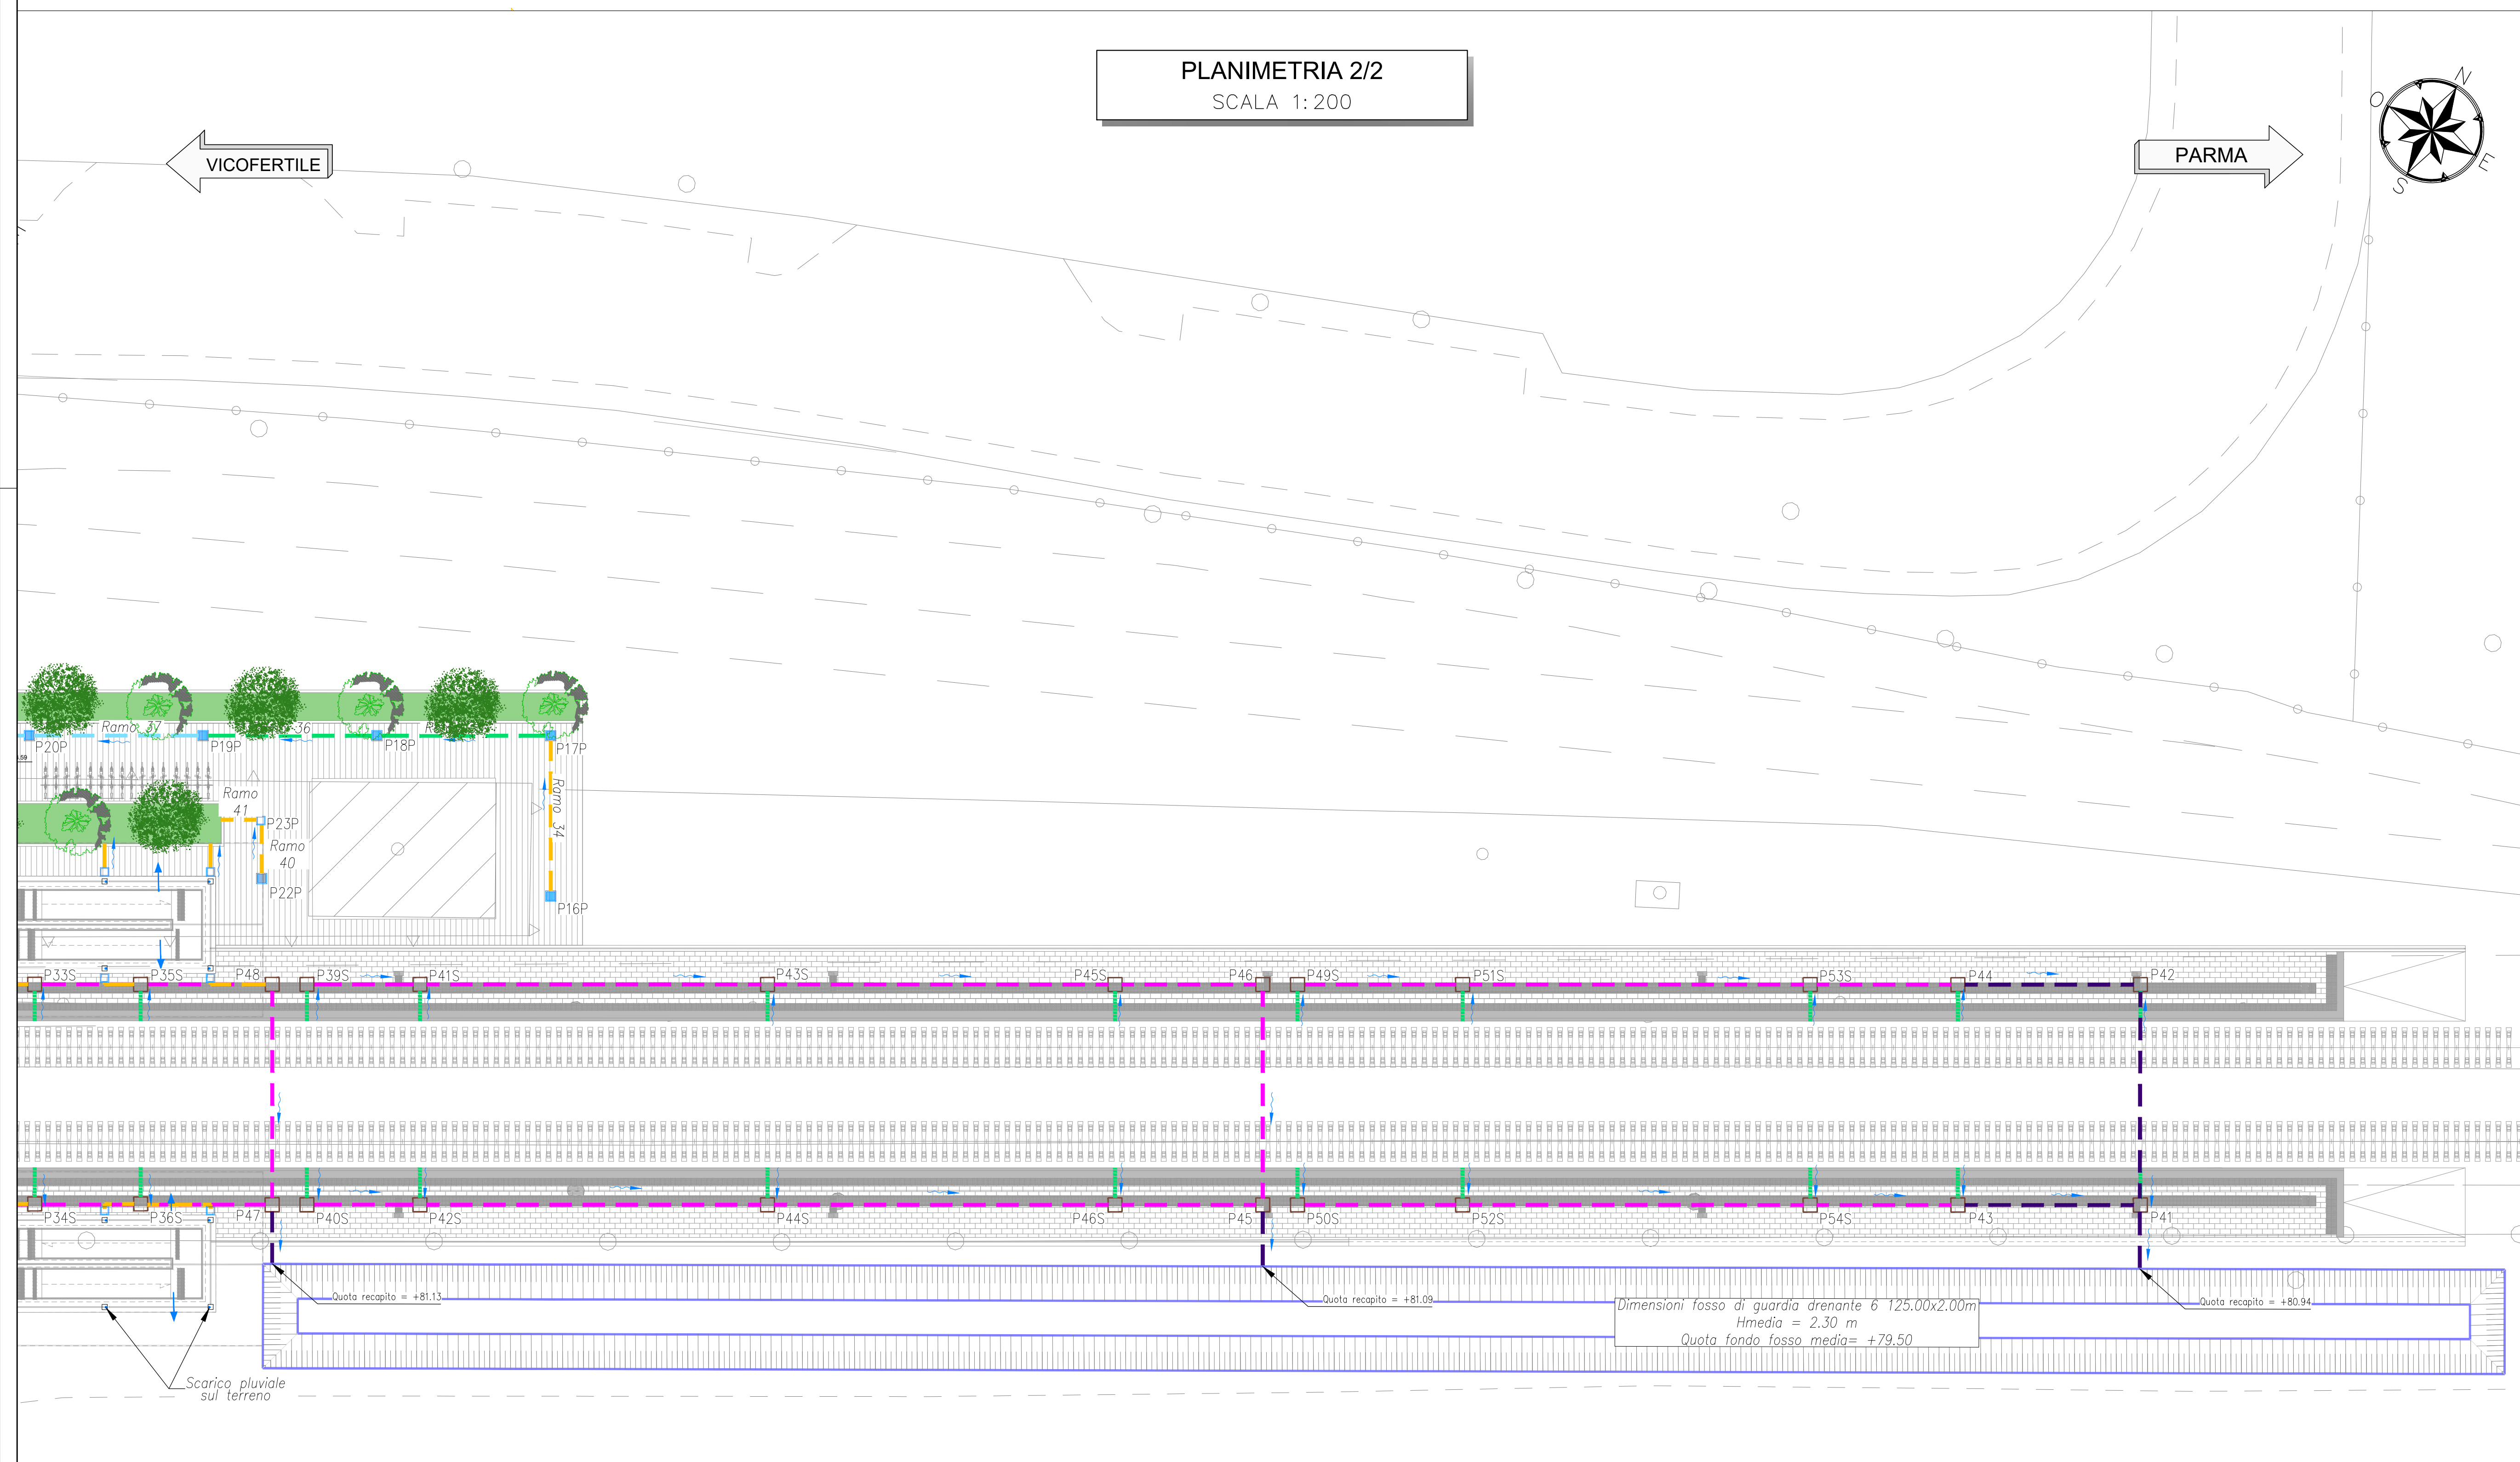 PLANIMETRIA 2/2
SCALA 1:200
VICOFERTILE
PARMA
N
O
E
S
Ramo 37
36
P20P
P19P
P18P
P17P
Ramo
41
P23P
Ramo
40
P22P
Ramo 34
P16P
P33S
P35S
P48
P39S
P41S
P43S
P45S
P46
P49S
P51S
P53S
P44
P42
P34S
P36S
P47
P40S
P42S
P44S
P46S
P45
P50S
P52S
P54S
P43
P41
Quota recapito = +81.13
Quota recapito = +81.09
Quota recapito = +80.94
Dimensioni fosso di guardia drenante 6 125.00x2.00m
Hmedia = 2.30 m
Quota fondo fosso media= +79.50
Scarico pluviale
sul terreno